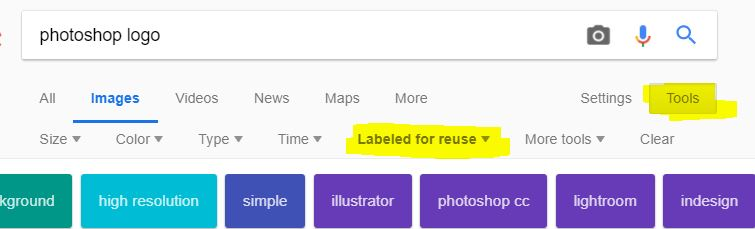 photoshop logo
All Images Videos News Maps More Settings Tools
Size Color Type Time Labeled for reuse More tools Clear
kground high resolution simple illustrator photoshop cc lightroom indesign